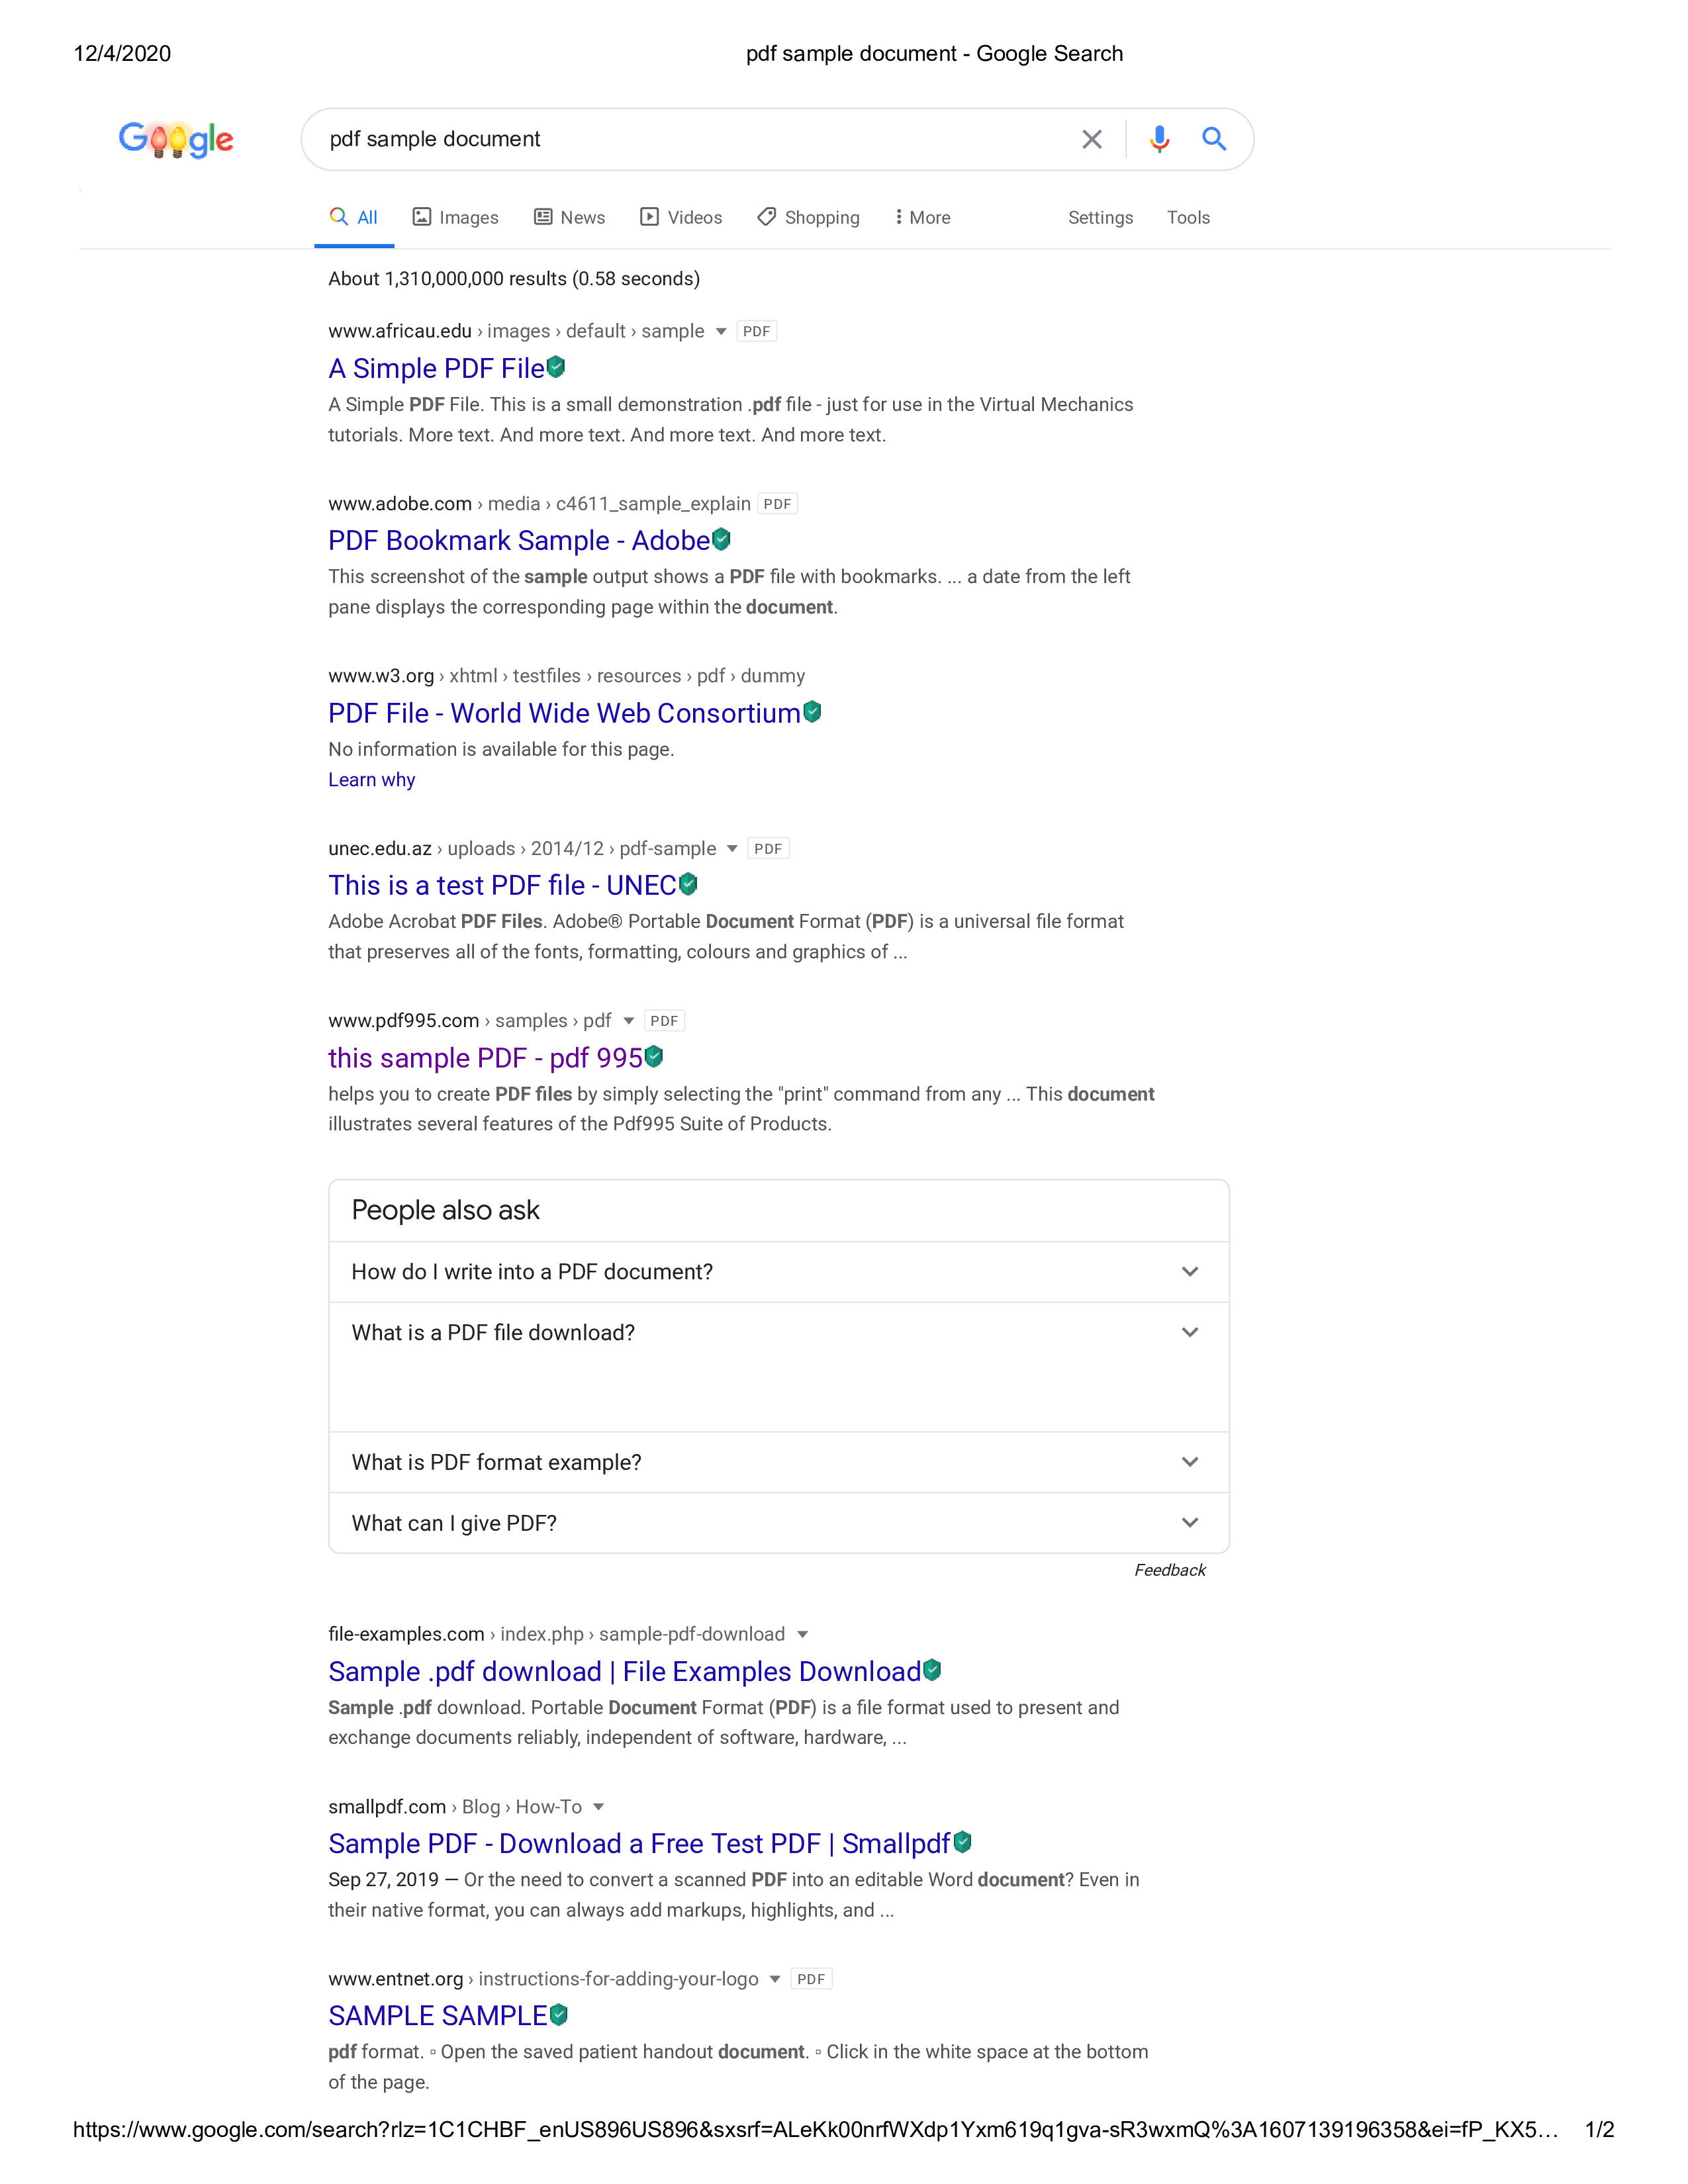 12/4/2020 pdf sample document - Google Search
Google pdf sample document
All Images News Videos Shopping More Settings Tools
About 1,310,000,000 results (0.58 seconds)
www.africau.edu › images › default › sample PDF
A Simple PDF File
A Simple PDF File. This is a small demonstration .pdf file - just for use in the Virtual Mechanics
tutorials. More text. And more text. And more text. And more text.
www.adobe.com › media › c4611_sample_explain PDF
PDF Bookmark Sample - Adobe
This screenshot of the sample output shows a PDF file with bookmarks. ... a date from the left
pane displays the corresponding page within the document.
www.w3.org › xhtml › testfiles › resources › pdf › dummy
PDF File - World Wide Web Consortium
No information is available for this page.
Learn why
unec.edu.az › uploads › 2014/12 › pdf-sample PDF
This is a test PDF file - UNEC
Adobe Acrobat PDF Files. Adobe® Portable Document Format (PDF) is a universal file format
that preserves all of the fonts, formatting, colours and graphics of ...
www.pdf995.com › samples › pdf PDF
this sample PDF - pdf 995
helps you to create PDF files by simply selecting the "print" command from any ... This document
illustrates several features of the Pdf995 Suite of Products.
People also ask
How do I write into a PDF document?
What is a PDF file download?
What is PDF format example?
What can I give PDF?
Feedback
file-examples.com › index.php › sample-pdf-download
Sample .pdf download | File Examples Download
Sample .pdf download. Portable Document Format (PDF) is a file format used to present and
exchange documents reliably, independent of software, hardware, ...
smallpdf.com › Blog › How-To
Sample PDF - Download a Free Test PDF | Smallpdf
Sep 27, 2019 — Or the need to convert a scanned PDF into an editable Word document? Even in
their native format, you can always add markups, highlights, and ...
www.entnet.org › instructions-for-adding-your-logo PDF
SAMPLE SAMPLE
pdf format. ▫ Open the saved patient handout document. ▫ Click in the white space at the bottom
of the page.
https://www.google.com/search?rlz=1C1CHBF_enUS896US896&sxsrf=ALeKk00nrfWXdp1Yxm619q1gva-sR3wxmQ%3A1607139196358&ei=fP_KX5… 1/2